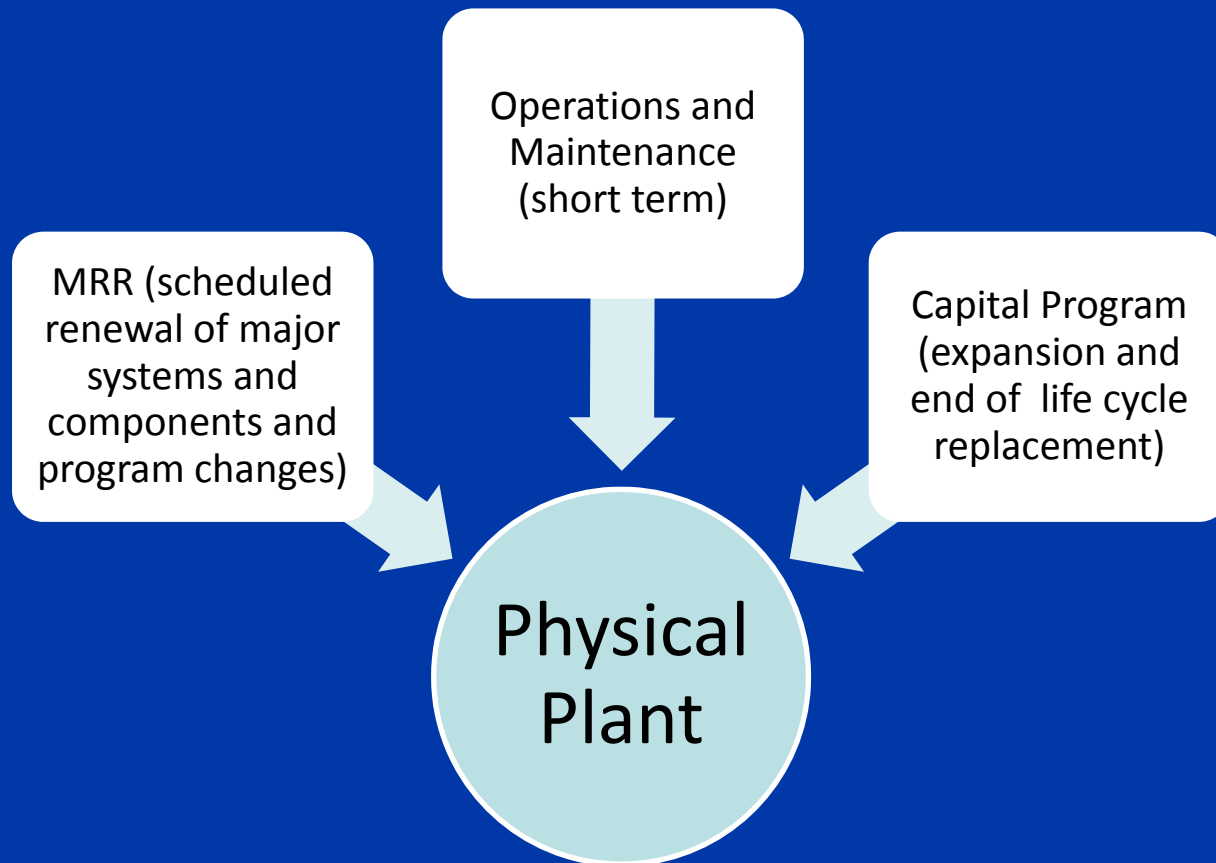 Operations and
Maintenance
(short term)
MRR (scheduled
renewal of major
systems and
components and
program changes)
Capital Program
(expansion and
end of  life cycle
replacement)
Physical
Plant